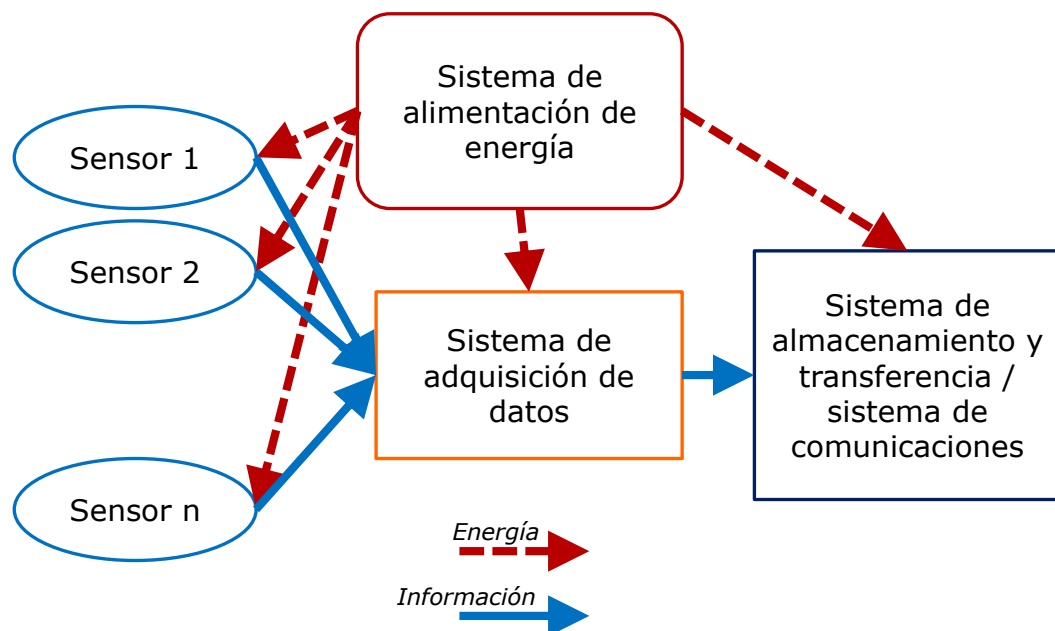 Sistema de
alimentación de
energía
Sensor 1
Sensor 2
Sensor n
Sistema de
adquisición de
datos
Sistema de
almacenamiento y
transferencia /
sistema de
comunicaciones
Energía
Información